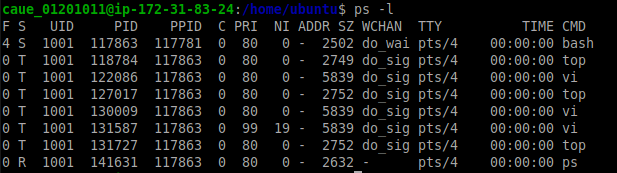 caue_01201011@ip-172-31-83-24:/home/ubuntu$ ps -l
F S   UID     PID    PPID  C PRI  NI ADDR SZ WCHAN  TTY          TIME CMD
4 S  1001  117863  117781  0  80   0 -  2502 do_wai pts/4    00:00:00 bash
0 T  1001  118784  117863  0  80   0 -  2749 do_sig pts/4    00:00:00 top
0 T  1001  122086  117863  0  80   0 -  5839 do_sig pts/4    00:00:00 vi
0 T  1001  127017  117863  0  80   0 -  2752 do_sig pts/4    00:00:00 top
0 T  1001  130009  117863  0  80   0 -  5839 do_sig pts/4    00:00:00 vi
0 T  1001  131587  117863  0  99  19 -  5839 do_sig pts/4    00:00:00 vi
0 T  1001  131727  117863  0  80   0 -  2752 do_sig pts/4    00:00:00 top
0 R  1001  141631  117863  0  80   0 -  2632 -      pts/4    00:00:00 ps